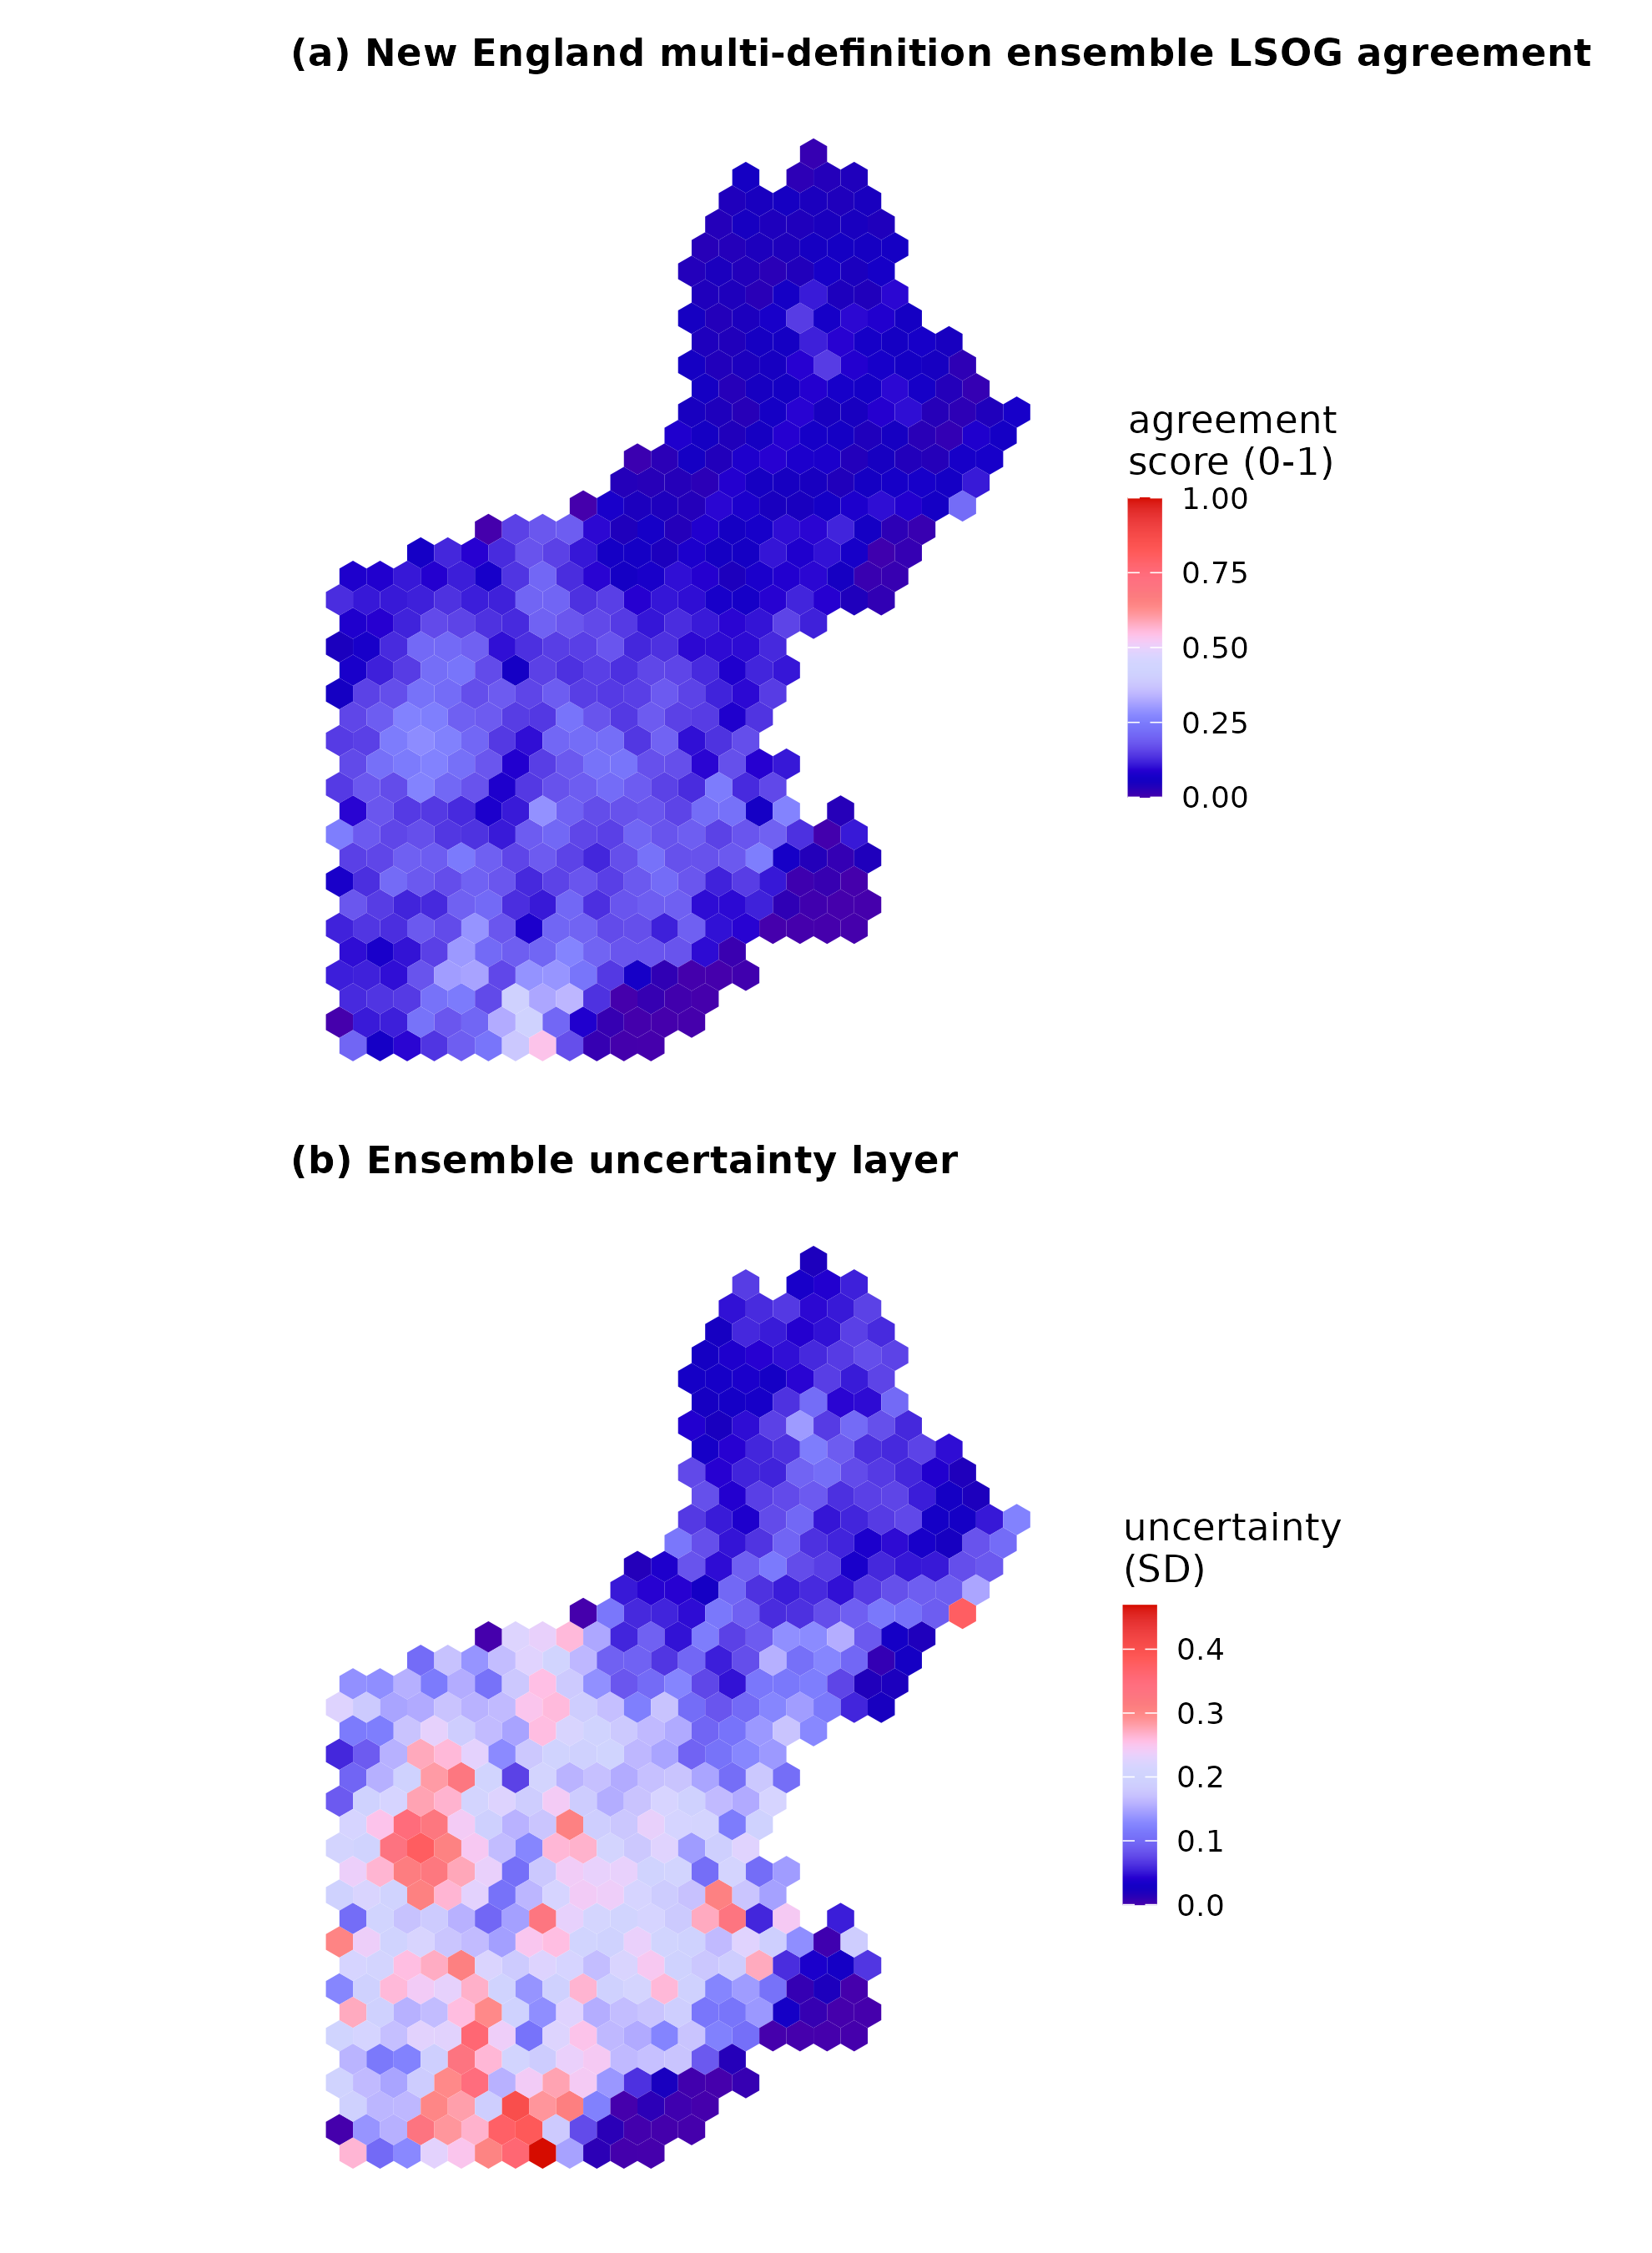 (a) New England multi-definition ensemble LSOG agreement
agreement
score (0-1)
1.00
0.75
0.50
0.25
0.00
(b) Ensemble uncertainty layer
uncertainty
(SD)
0.4
0.3
0.2
0.1
0.0